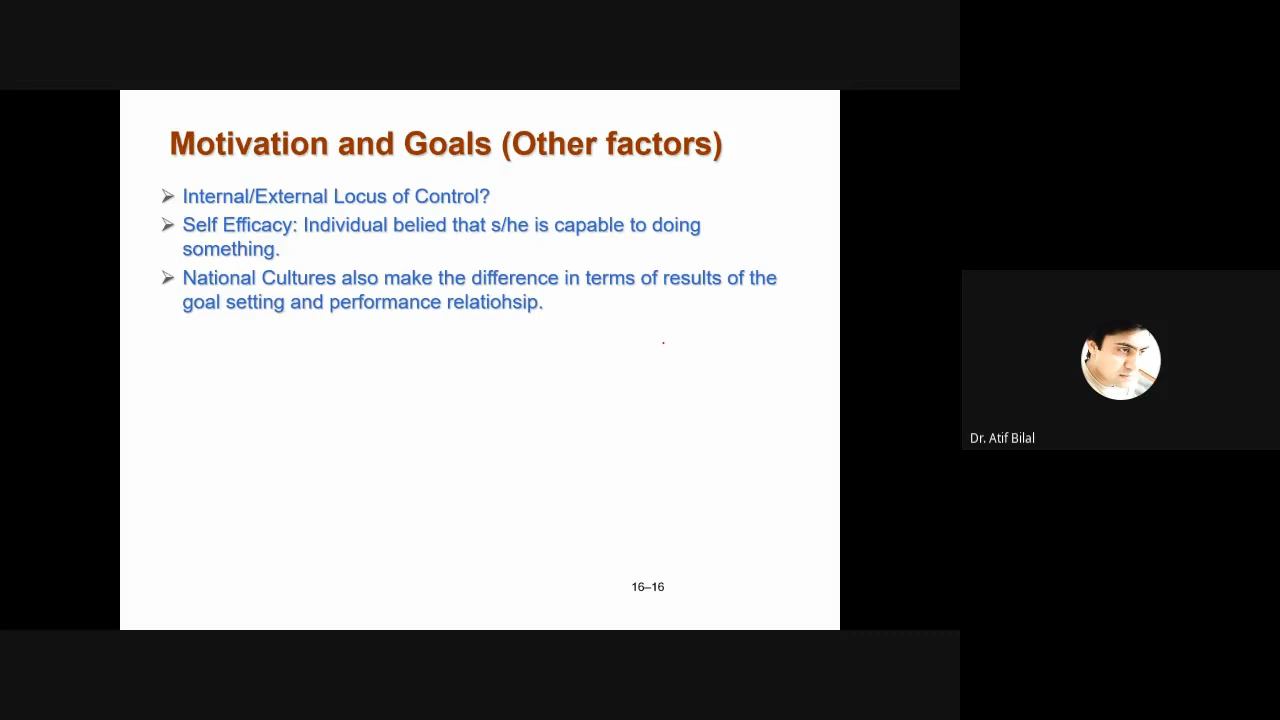 Motivation and Goals (Other factors)
Internal/External Locus of Control?
Self Efficacy: Individual belied that s/he is capable to doing
something.
National Cultures also make the difference in terms of results of the
goal setting and performance relatiohsip.
16–16
Dr. Atif Bilal